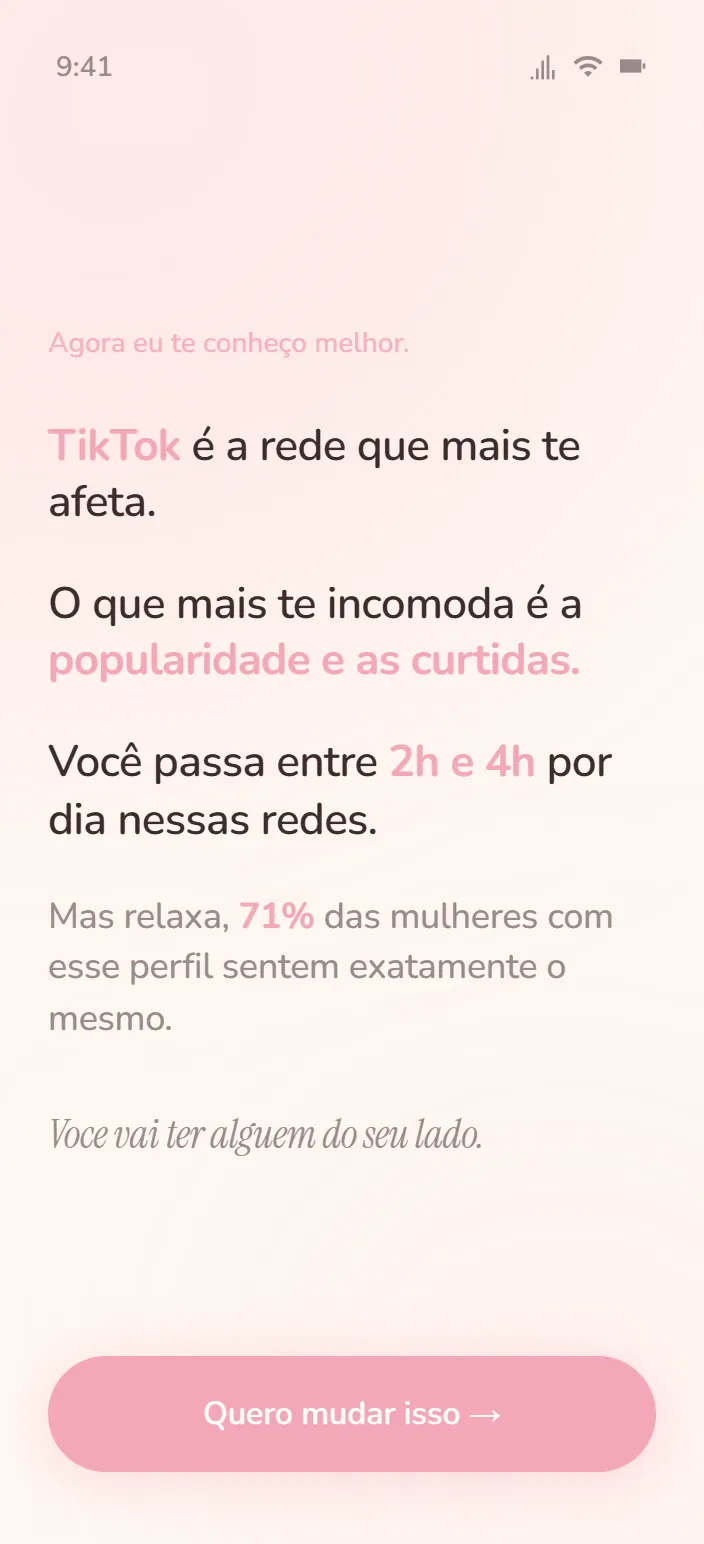 9:41
Agora eu te conheço melhor.
TikTok é a rede que mais te
afeta.
O que mais te incomoda é a
popularidade e as curtidas.
Você passa entre 2h e 4h por
dia nessas redes.
Mas relaxa, 71% das mulheres com
esse perfil sentem exatamente o
mesmo.
Voce vai ter alguem do seu lado.
Quero mudar isso →